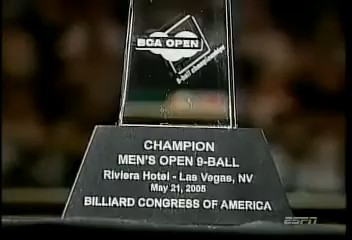 BCA OPEN
9-ball championships
CHAMPION
MEN'S OPEN 9-BALL
Riviera Hotel - Las Vegas, NV
May 21, 2005
BILLIARD CONGRESS OF AMERICA
ESPN